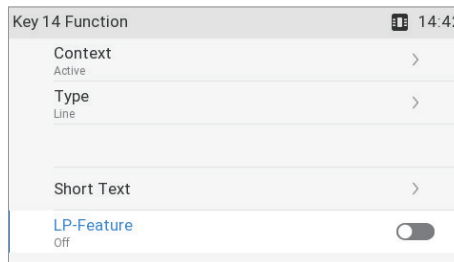 Key 14 Function 14:42
Context
Active
Type
Line
Short Text
LP-Feature
Off